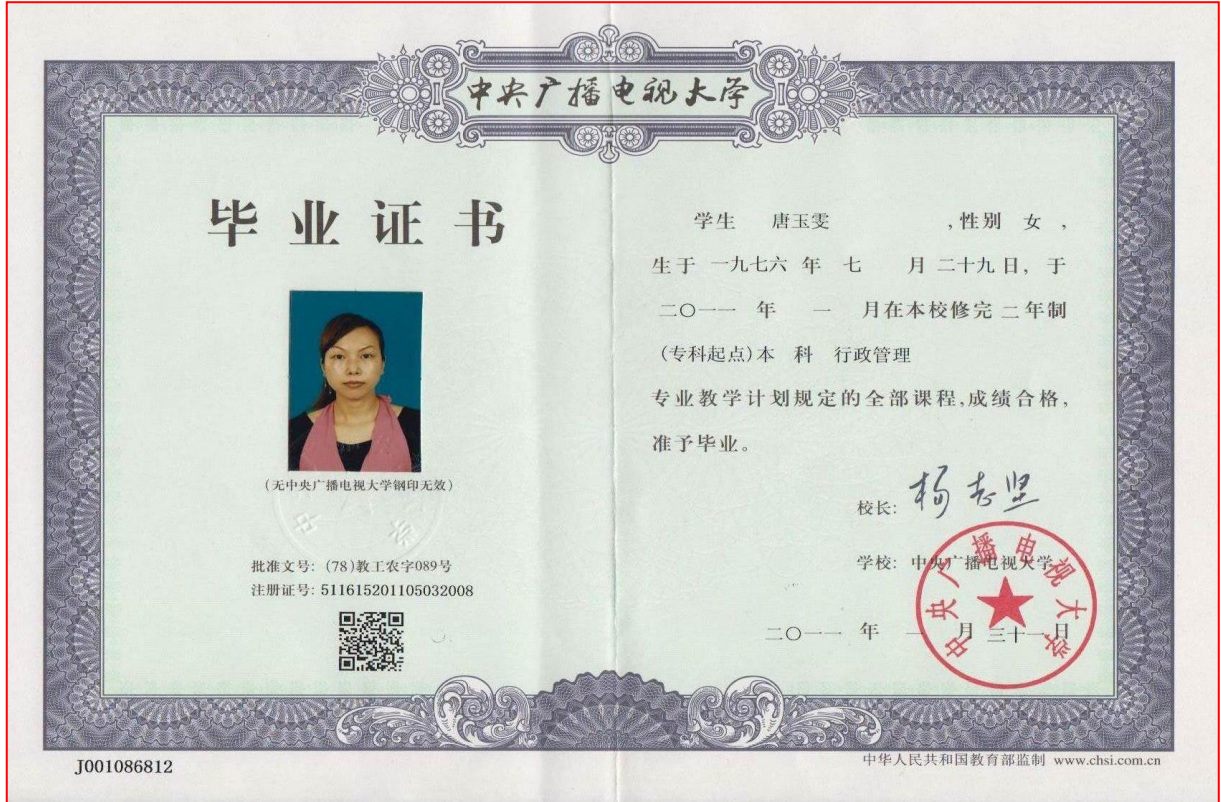 中央广播电视大学
毕业证书
(无中央广播电视大学钢印无效)
批准文号: (78)教工农字089号
注册证号: 511615201105032008
学生 唐玉雯 ,性别 女 ,
生于 一九七六 年 七 月 二十九 日, 于
二〇一一 年 一 月在本校修完 二 年制
(专科起点)本 科 行政管理
专业教学计划规定的全部课程,成绩合格,
准予毕业。
校长: 杨志坚
学校: 中央广播电视大学
二〇一一 年 一 月 三十一 日
中央广播电视大学
J001086812
中华人民共和国教育部监制 www.chsi.com.cn